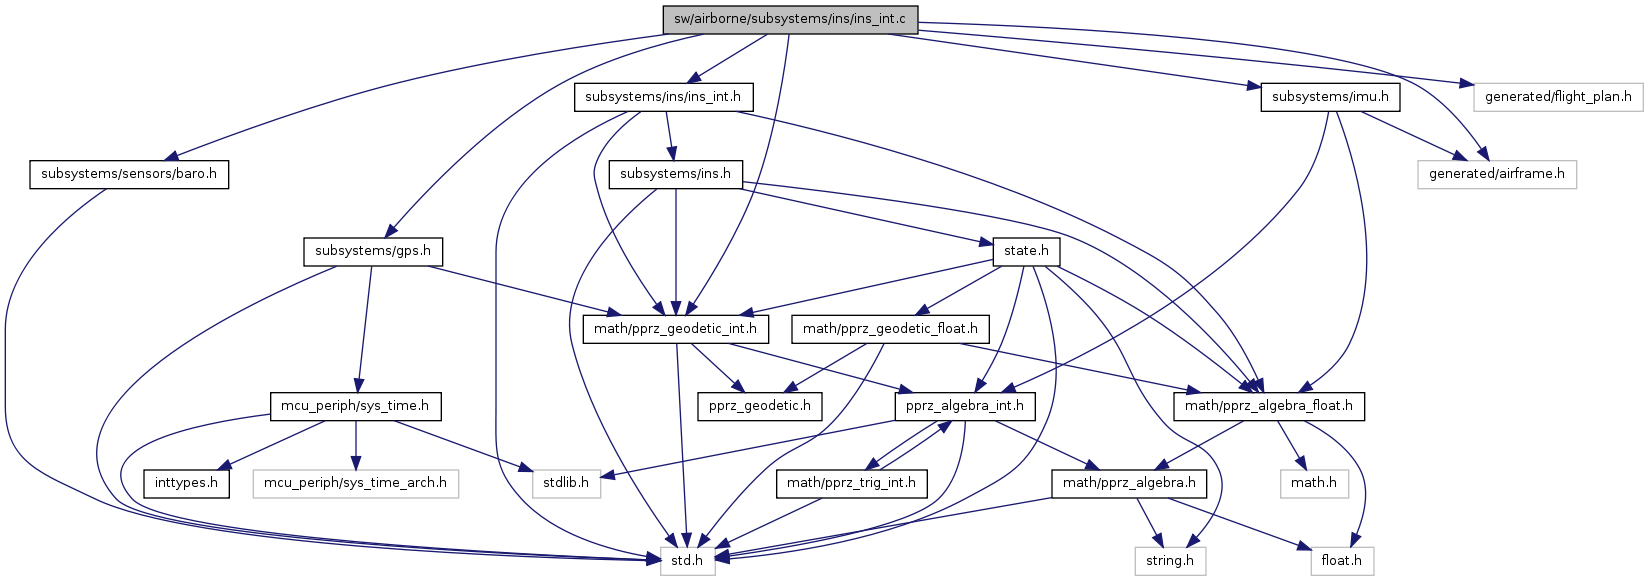 sw/airborne/subsystems/ins/ins_int.c
subsystems/ins/ins_int.h
subsystems/imu.h
generated/flight_plan.h
subsystems/sensors/baro.h
subsystems/ins.h
generated/airframe.h
subsystems/gps.h
state.h
math/pprz_geodetic_int.h
math/pprz_geodetic_float.h
mcu_periph/sys_time.h
pprz_geodetic.h
pprz_algebra_int.h
math/pprz_algebra_float.h
inttypes.h
mcu_periph/sys_time_arch.h
stdlib.h
math/pprz_trig_int.h
math/pprz_algebra.h
math.h
std.h
string.h
float.h